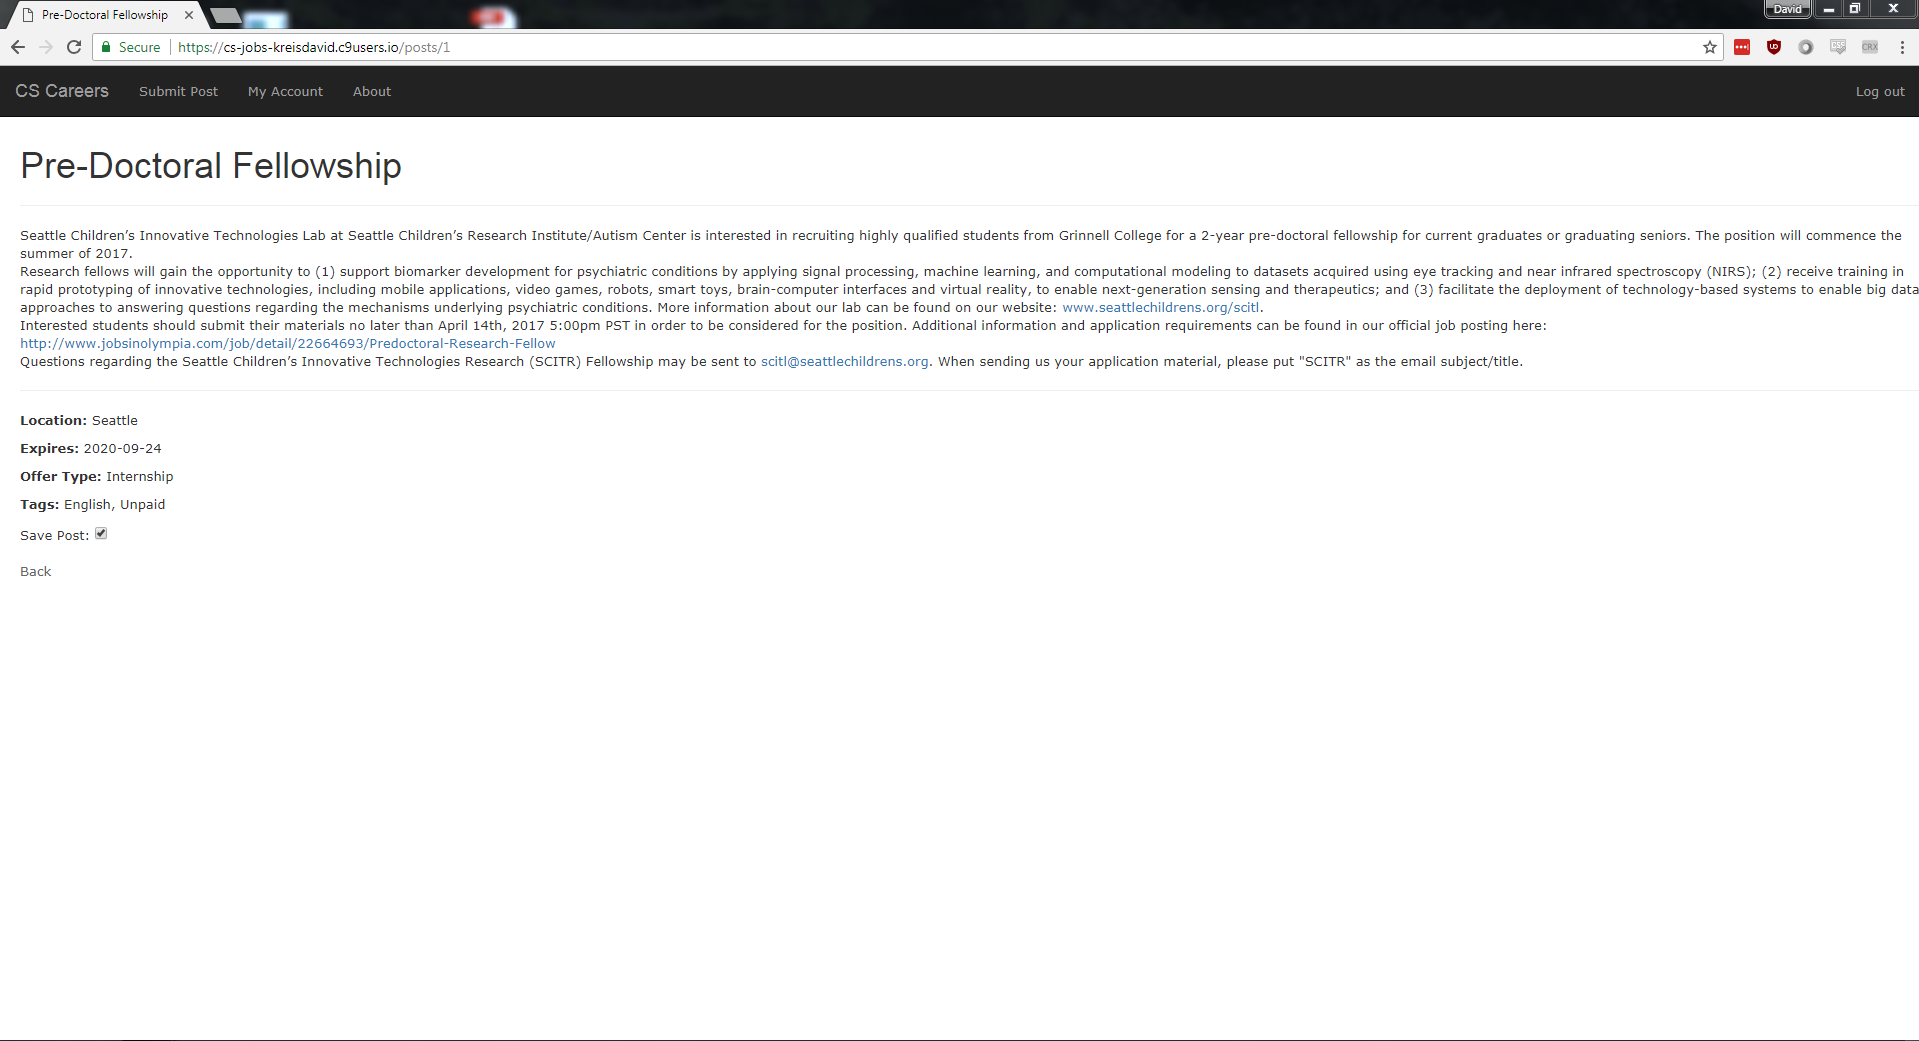 Pre-Doctoral Fellowship
David
Secure https://cs-jobs-kreisdavid.c9users.io/posts/1
CSC
CRX
CS Careers Submit Post My Account About Log out
Pre-Doctoral Fellowship
Seattle Children’s Innovative Technologies Lab at Seattle Children’s Research Institute/Autism Center is interested in recruiting highly qualified students from Grinnell College for a 2-year pre-doctoral fellowship for current graduates or graduating seniors. The position will commence the
summer of 2017.
Research fellows will gain the opportunity to (1) support biomarker development for psychiatric conditions by applying signal processing, machine learning, and computational modeling to datasets acquired using eye tracking and near infrared spectroscopy (NIRS); (2) receive training in
rapid prototyping of innovative technologies, including mobile applications, video games, robots, smart toys, brain-computer interfaces and virtual reality, to enable next-generation sensing and therapeutics; and (3) facilitate the deployment of technology-based systems to enable big data
approaches to answering questions regarding the mechanisms underlying psychiatric conditions. More information about our lab can be found on our website: www.seattlechildrens.org/scitl.
Interested students should submit their materials no later than April 14th, 2017 5:00pm PST in order to be considered for the position. Additional information and application requirements can be found in our official job posting here:
http://www.jobsinolympia.com/job/detail/22664693/Predoctoral-Research-Fellow
Questions regarding the Seattle Children’s Innovative Technologies Research (SCITR) Fellowship may be sent to scitl@seattlechildrens.org. When sending us your application material, please put "SCITR" as the email subject/title.
Location: Seattle
Expires: 2020-09-24
Offer Type: Internship
Tags: English, Unpaid
Save Post:
Back